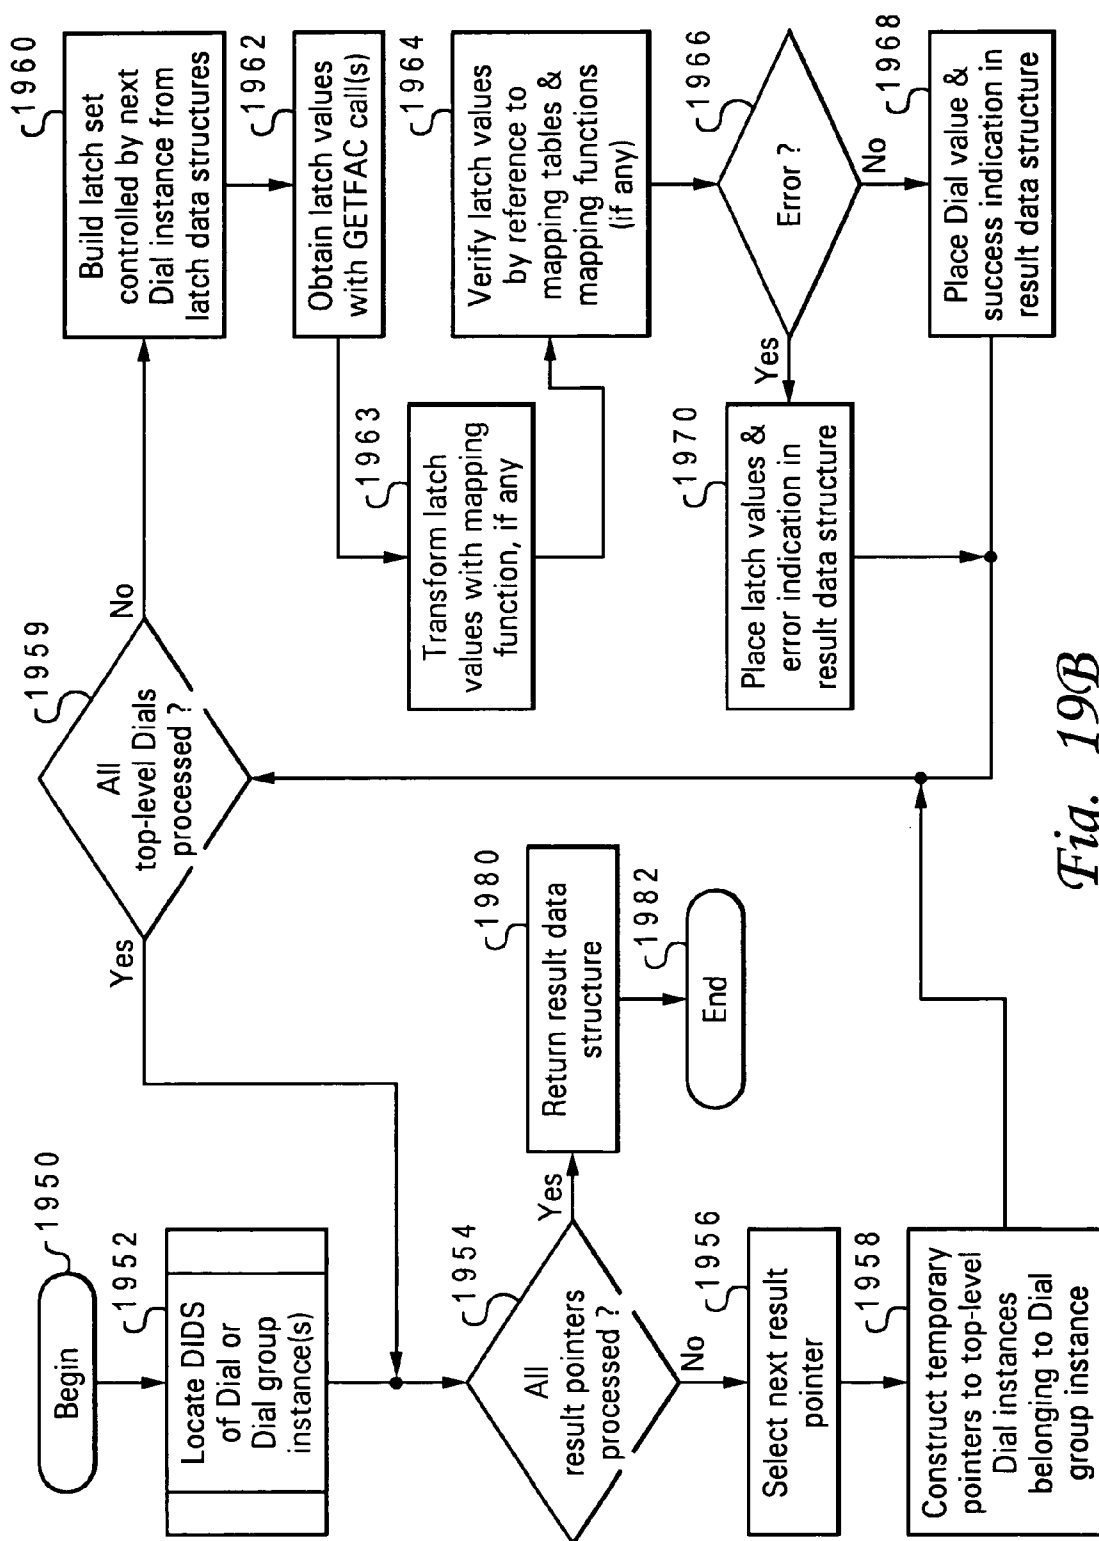 1950
Begin
1952
Locate DIDS
of Dial or
Dial group
instance(s)
1954
All
result pointers
processed ?
Yes
No
1980
Return result data
structure
1982
End
1956
Select next result
pointer
1958
Construct temporary
pointers to top-level
Dial instances
belonging to Dial
group instance
1959
All
top-level Dials
processed ?
Yes
No
1960
Build latch set
controlled by next
Dial instance from
latch data structures
1962
Obtain latch values
with GETFAC call(s)
1963
Transform latch
values with mapping
function, if any
1964
Verify latch values
by reference to
mapping tables &
mapping functions
(if any)
1966
Error ?
Yes
No
1970
Place latch values &
error indication in
result data structure
1968
Place Dial value &
success indication in
result data structure
Fig. 19B